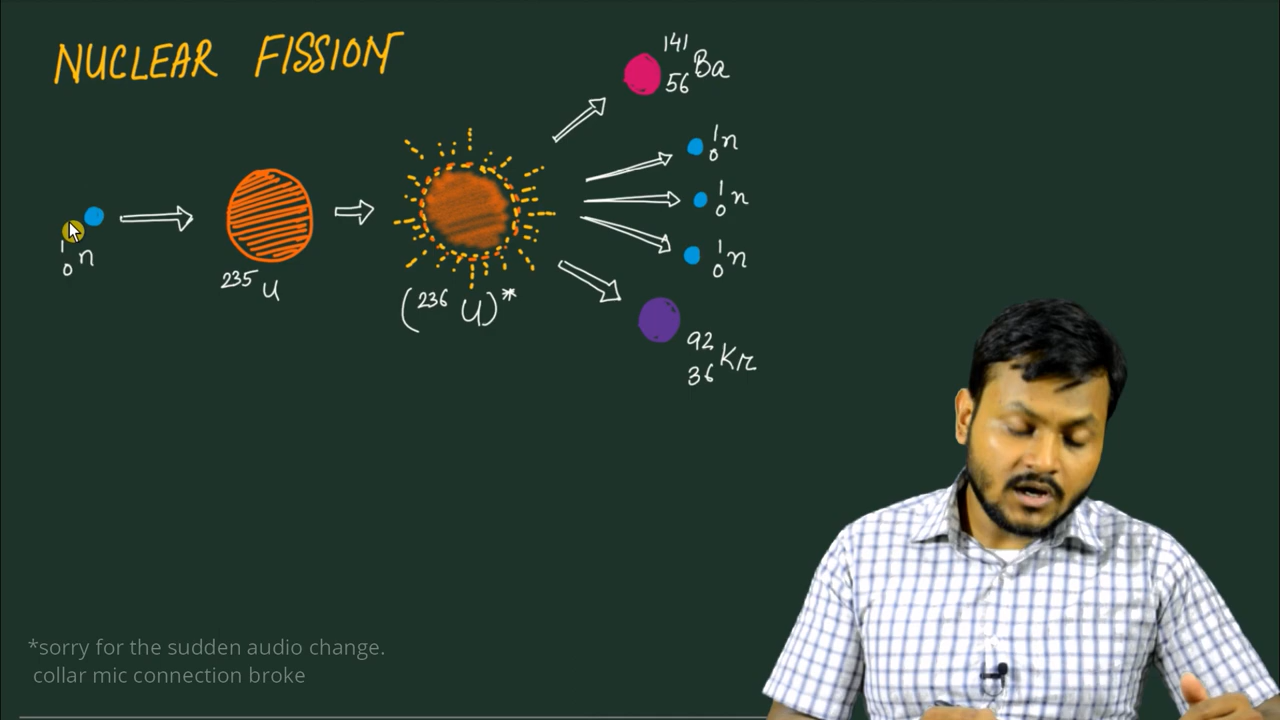 NUCLEAR FISSION
141
56 Ba
1
0 n
1
0 n
1
0 n
1
0 n
235 U
(236 U)*
92
36 Kr
*sorry for the sudden audio change.
collar mic connection broke